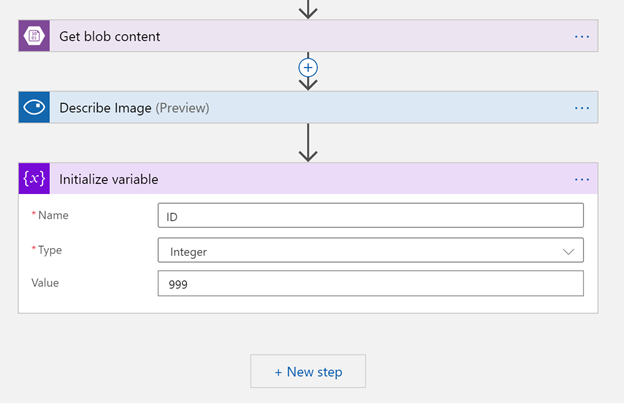 Get blob content
...
Describe Image (Preview)
...
{x} Initialize variable
...
* Name
ID
* Type
Integer
Value
999
+ New step